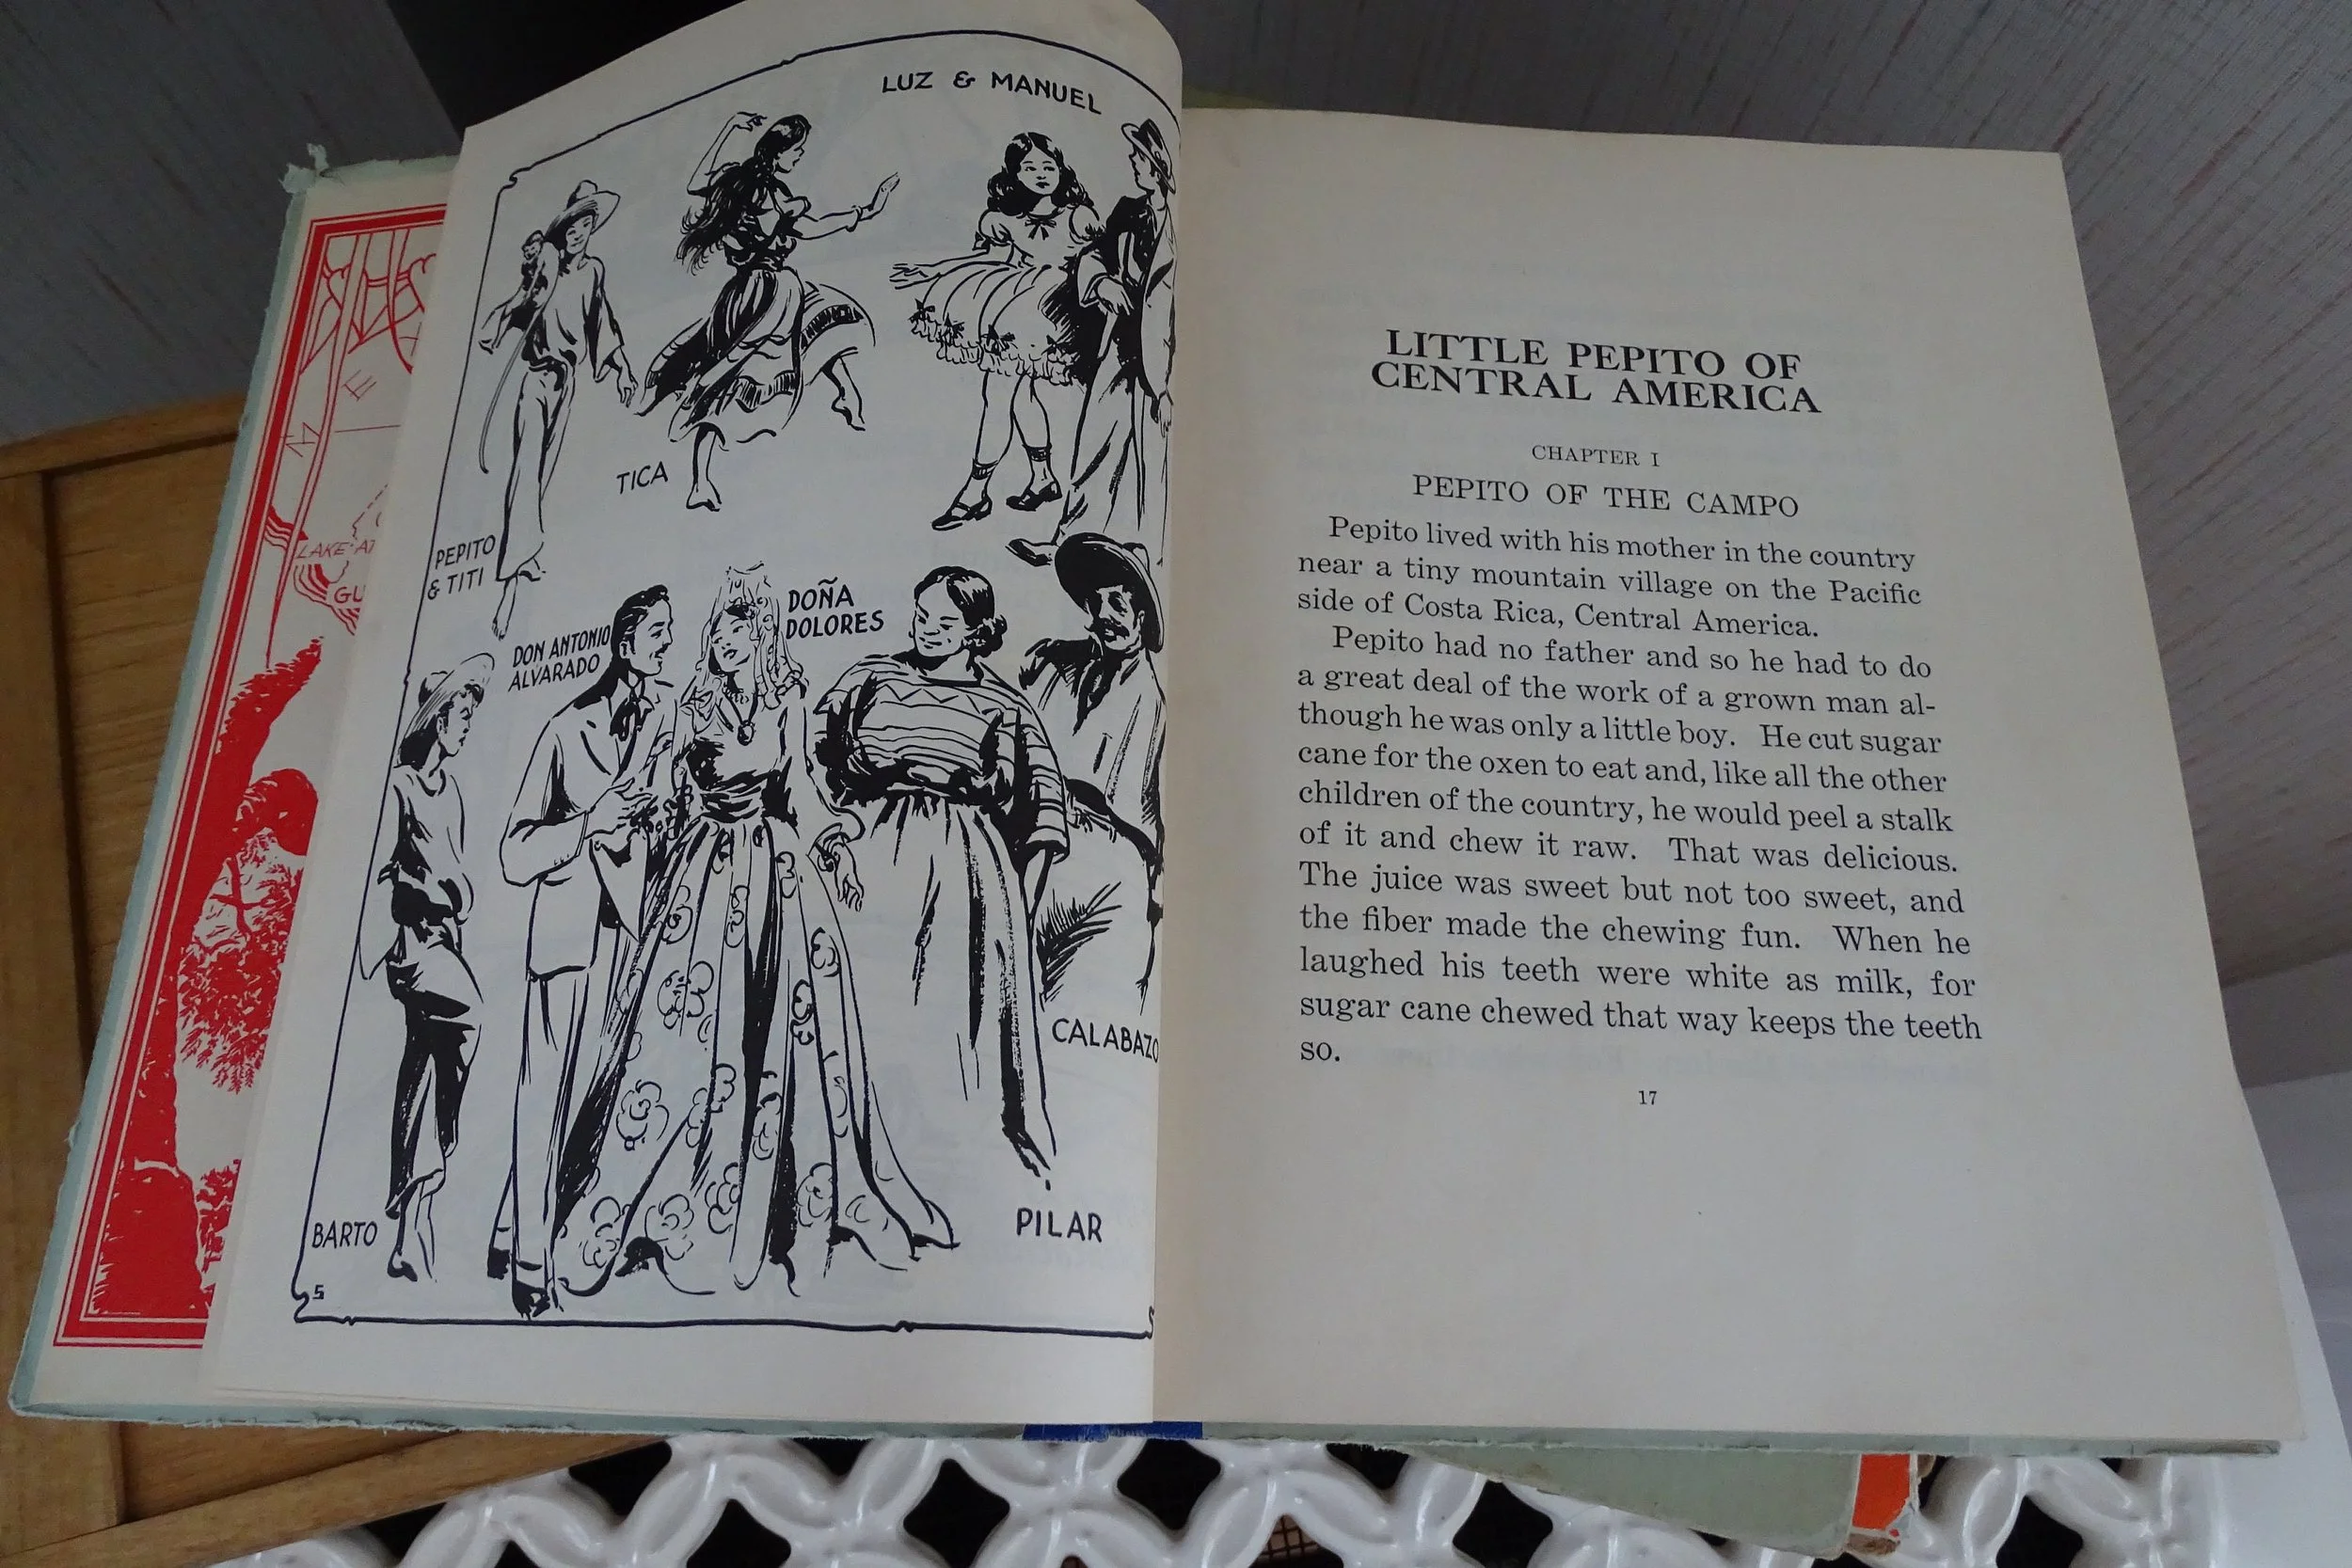 LUZ & MANUEL
TICA
PEPITO
& TITI
DON ANTONIO
ALVARADO
DOÑA
DOLORES
CALABAZO
PILAR
BARTO
S
LITTLE PEPITO OF
CENTRAL AMERICA
CHAPTER I
PEPITO OF THE CAMPO
Pepito lived with his mother in the country
near a tiny mountain village on the Pacific
side of Costa Rica, Central America.
Pepito had no father and so he had to do
a great deal of the work of a grown man al-
though he was only a little boy. He cut sugar
cane for the oxen to eat and, like all the other
children of the country, he would peel a stalk
of it and chew it raw. That was delicious.
The juice was sweet but not too sweet, and
the fiber made the chewing fun. When he
laughed his teeth were white as milk, for
sugar cane chewed that way keeps the teeth
so.
17
M E
LAKE
GU